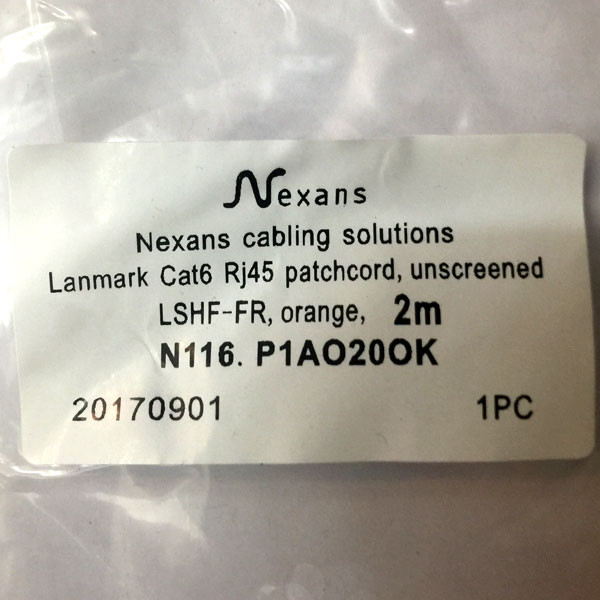 Nexans
Nexans cabling solutions
Lanmark Cat6 Rj45 patchcord, unscreened
LSHF-FR, orange, 2m
N116. P1AO20OK
20170901 1PC